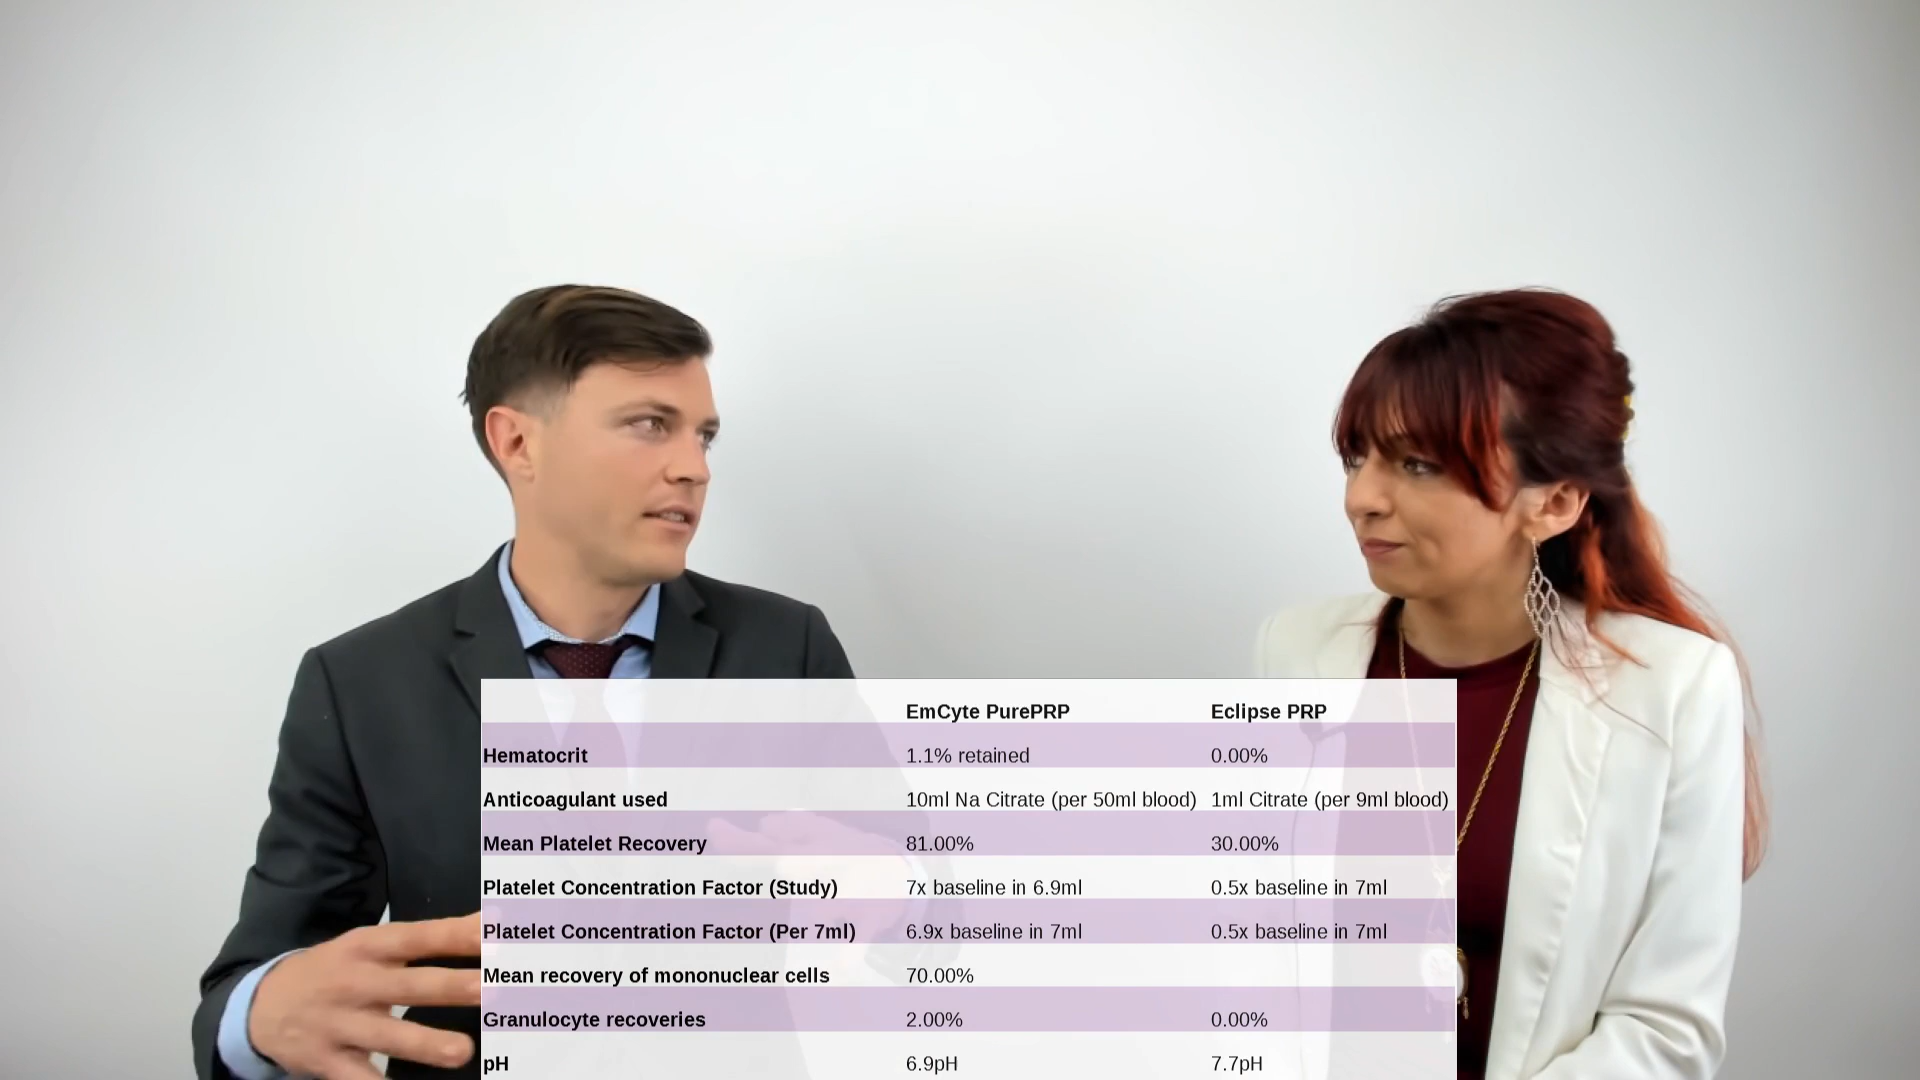 EmCyte PurePRP Eclipse PRP
Hematocrit 1.1% retained 0.00%
Anticoagulant used 10ml Na Citrate (per 50ml blood) 1ml Citrate (per 9ml blood)
Mean Platelet Recovery 81.00% 30.00%
Platelet Concentration Factor (Study) 7x baseline in 6.9ml 0.5x baseline in 7ml
Platelet Concentration Factor (Per 7ml) 6.9x baseline in 7ml 0.5x baseline in 7ml
Mean recovery of mononuclear cells 70.00%
Granulocyte recoveries 2.00% 0.00%
pH 6.9pH 7.7pH